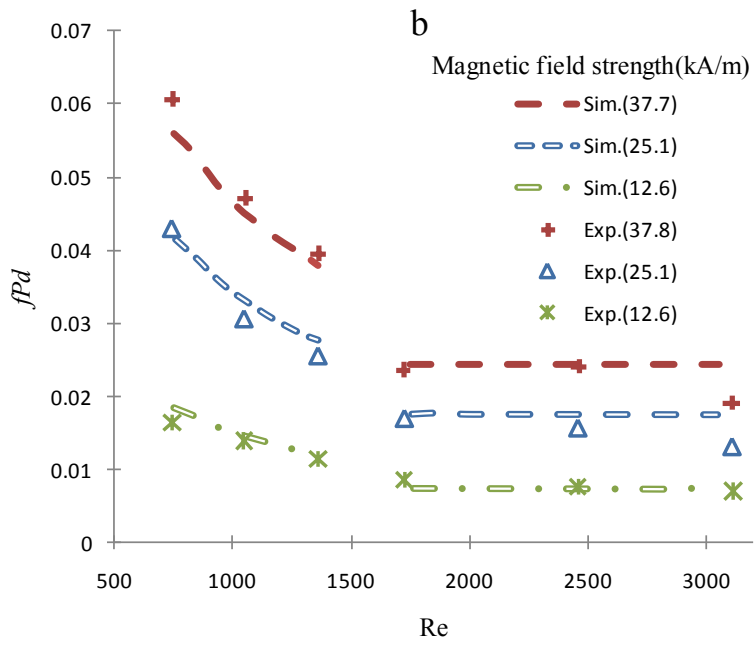 b
Magnetic field strength(kA/m)
Sim.(37.7)
Sim.(25.1)
Sim.(12.6)
Exp.(37.8)
Exp.(25.1)
Exp.(12.6)
0.07
0.06
0.05
0.04
0.03
0.02
0.01
0
fPd
500 1000 1500 2000 2500 3000
Re